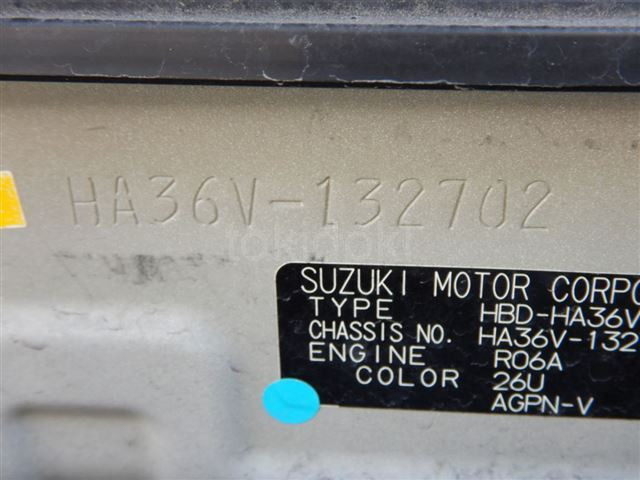 HA36V-132702
SUZUKI MOTOR CORPO
TYPE HBD-HA36V
CHASSIS NO. HA36V-132
ENGINE R06A
COLOR 26U
AGPN-V